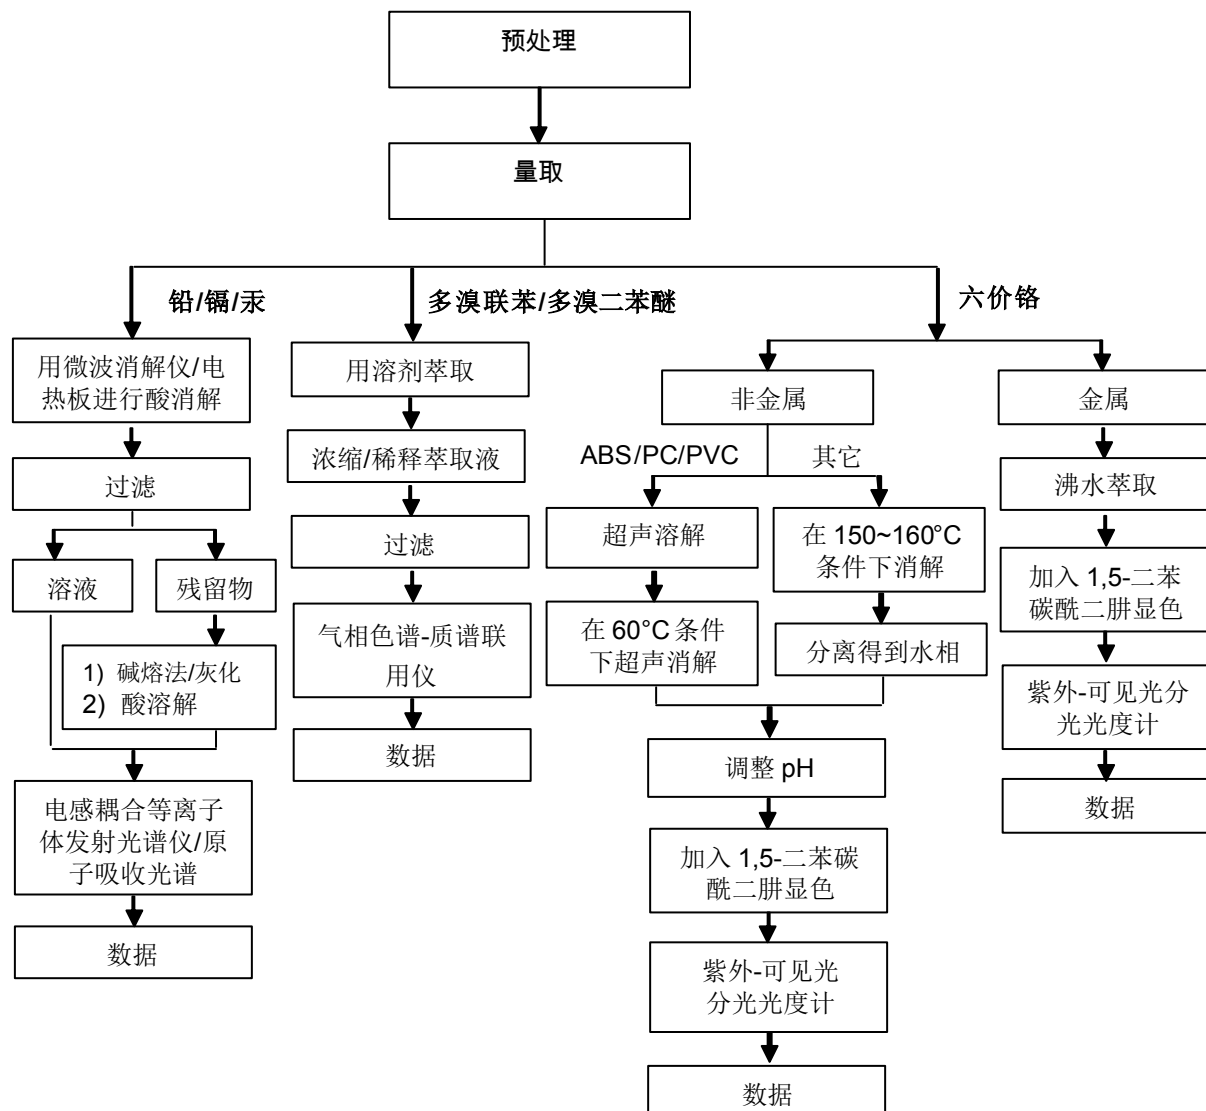 预处理
量取
铅/镉/汞
多溴联苯/多溴二苯醚
六价铬
用微波消解仪/电
热板进行酸消解
过滤
溶液
残留物
1) 碱熔法/灰化
2) 酸溶解
电感耦合等离子
体发射光谱仪/原
子吸收光谱
数据
用溶剂萃取
浓缩/稀释萃取液
过滤
气相色谱-质谱联
用仪
数据
非金属
ABS/PC/PVC
其它
超声溶解
在 60°C 条件
下超声消解
在 150~160°C
条件下消解
分离得到水相
调整 pH
加入 1,5-二苯碳
酰二肼显色
紫外-可见光
分光光度计
数据
金属
沸水萃取
加入 1,5-二苯
碳酰二肼显色
紫外-可见光分
光光度计
数据